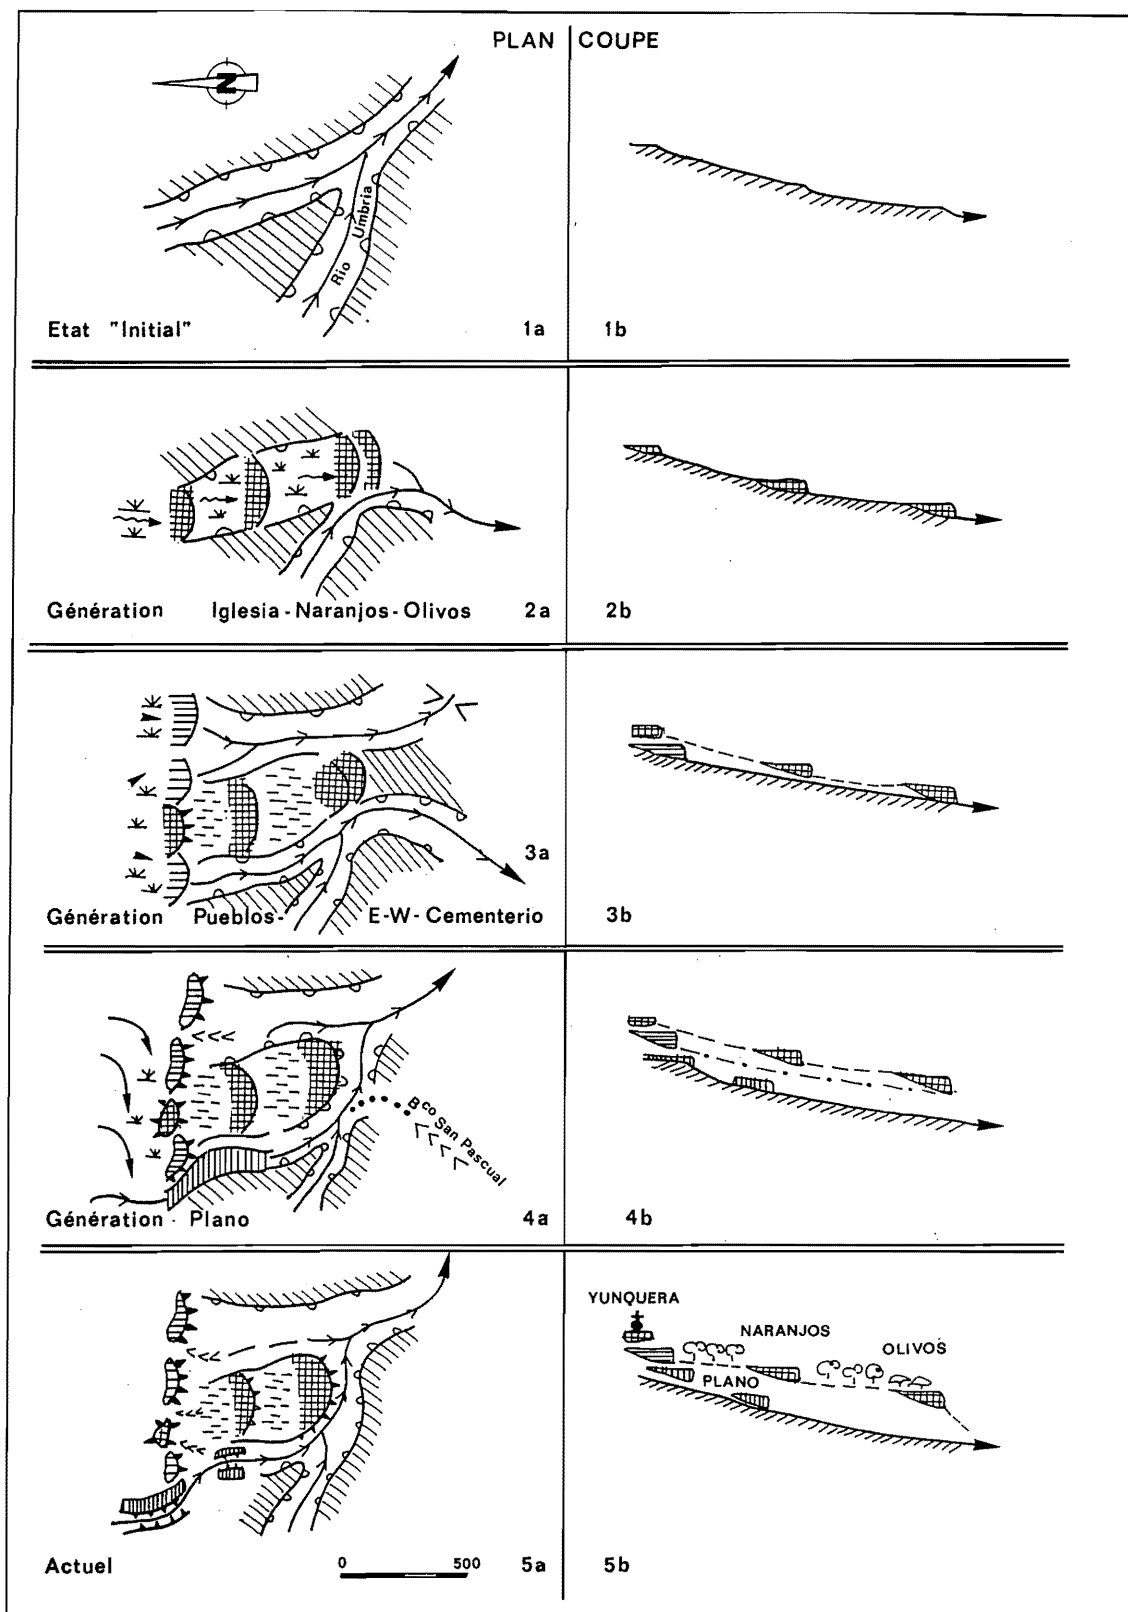 PLAN COUPE
N
Rio Umbria
Etat "Initial" 1a 1b
Génération Iglesia - Naranjos - Olivos 2a 2b
3a
Génération Pueblos - E-W- Cementerio 3b
Bco San Pascual
Génération - Plano 4a 4b
YUNQUERA
NARANJOS
OLIVOS
PLANO
0 500
Actuel 5a 5b